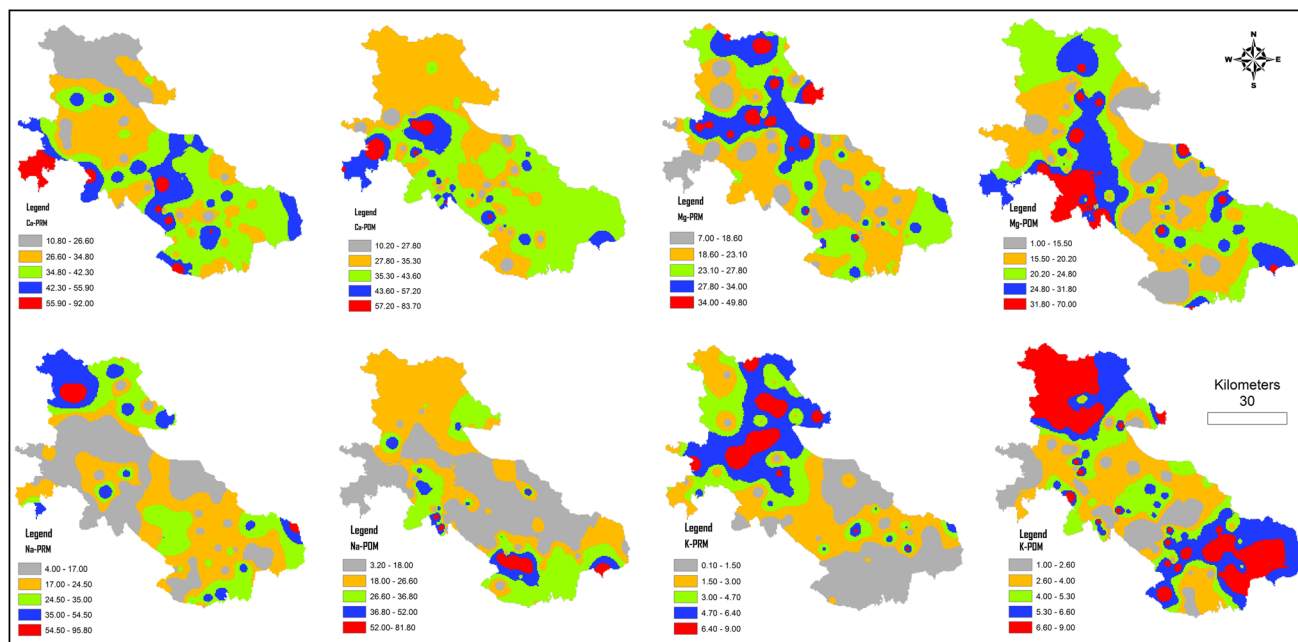 N
W E
S
Legend
Ca-PRM
10.80 - 26.60
26.60 - 34.80
34.80 - 42.30
42.30 - 55.90
55.90 - 92.00
Legend
Ca-POM
10.20 - 27.80
27.80 - 35.30
35.30 - 43.60
43.60 - 57.20
57.20 - 83.70
Legend
Mg-PRM
7.00 - 18.60
18.60 - 23.10
23.10 - 27.80
27.80 - 34.00
34.00 - 49.80
Legend
Mg-POM
1.00 - 15.50
15.50 - 20.20
20.20 - 24.80
24.80 - 31.80
31.80 - 70.00
Kilometers
30
Legend
Na-PRM
4.00 - 17.00
17.00 - 24.50
24.50 - 35.00
35.00 - 54.50
54.50 - 95.80
Legend
Na-POM
3.20 - 18.00
18.00 - 26.60
26.60 - 36.80
36.80 - 52.00
52.00 - 81.80
Legend
K-PRM
0.10 - 1.50
1.50 - 3.00
3.00 - 4.70
4.70 - 6.40
6.40 - 9.00
Legend
K-POM
1.00 - 2.60
2.60 - 4.00
4.00 - 5.30
5.30 - 6.60
6.60 - 9.00